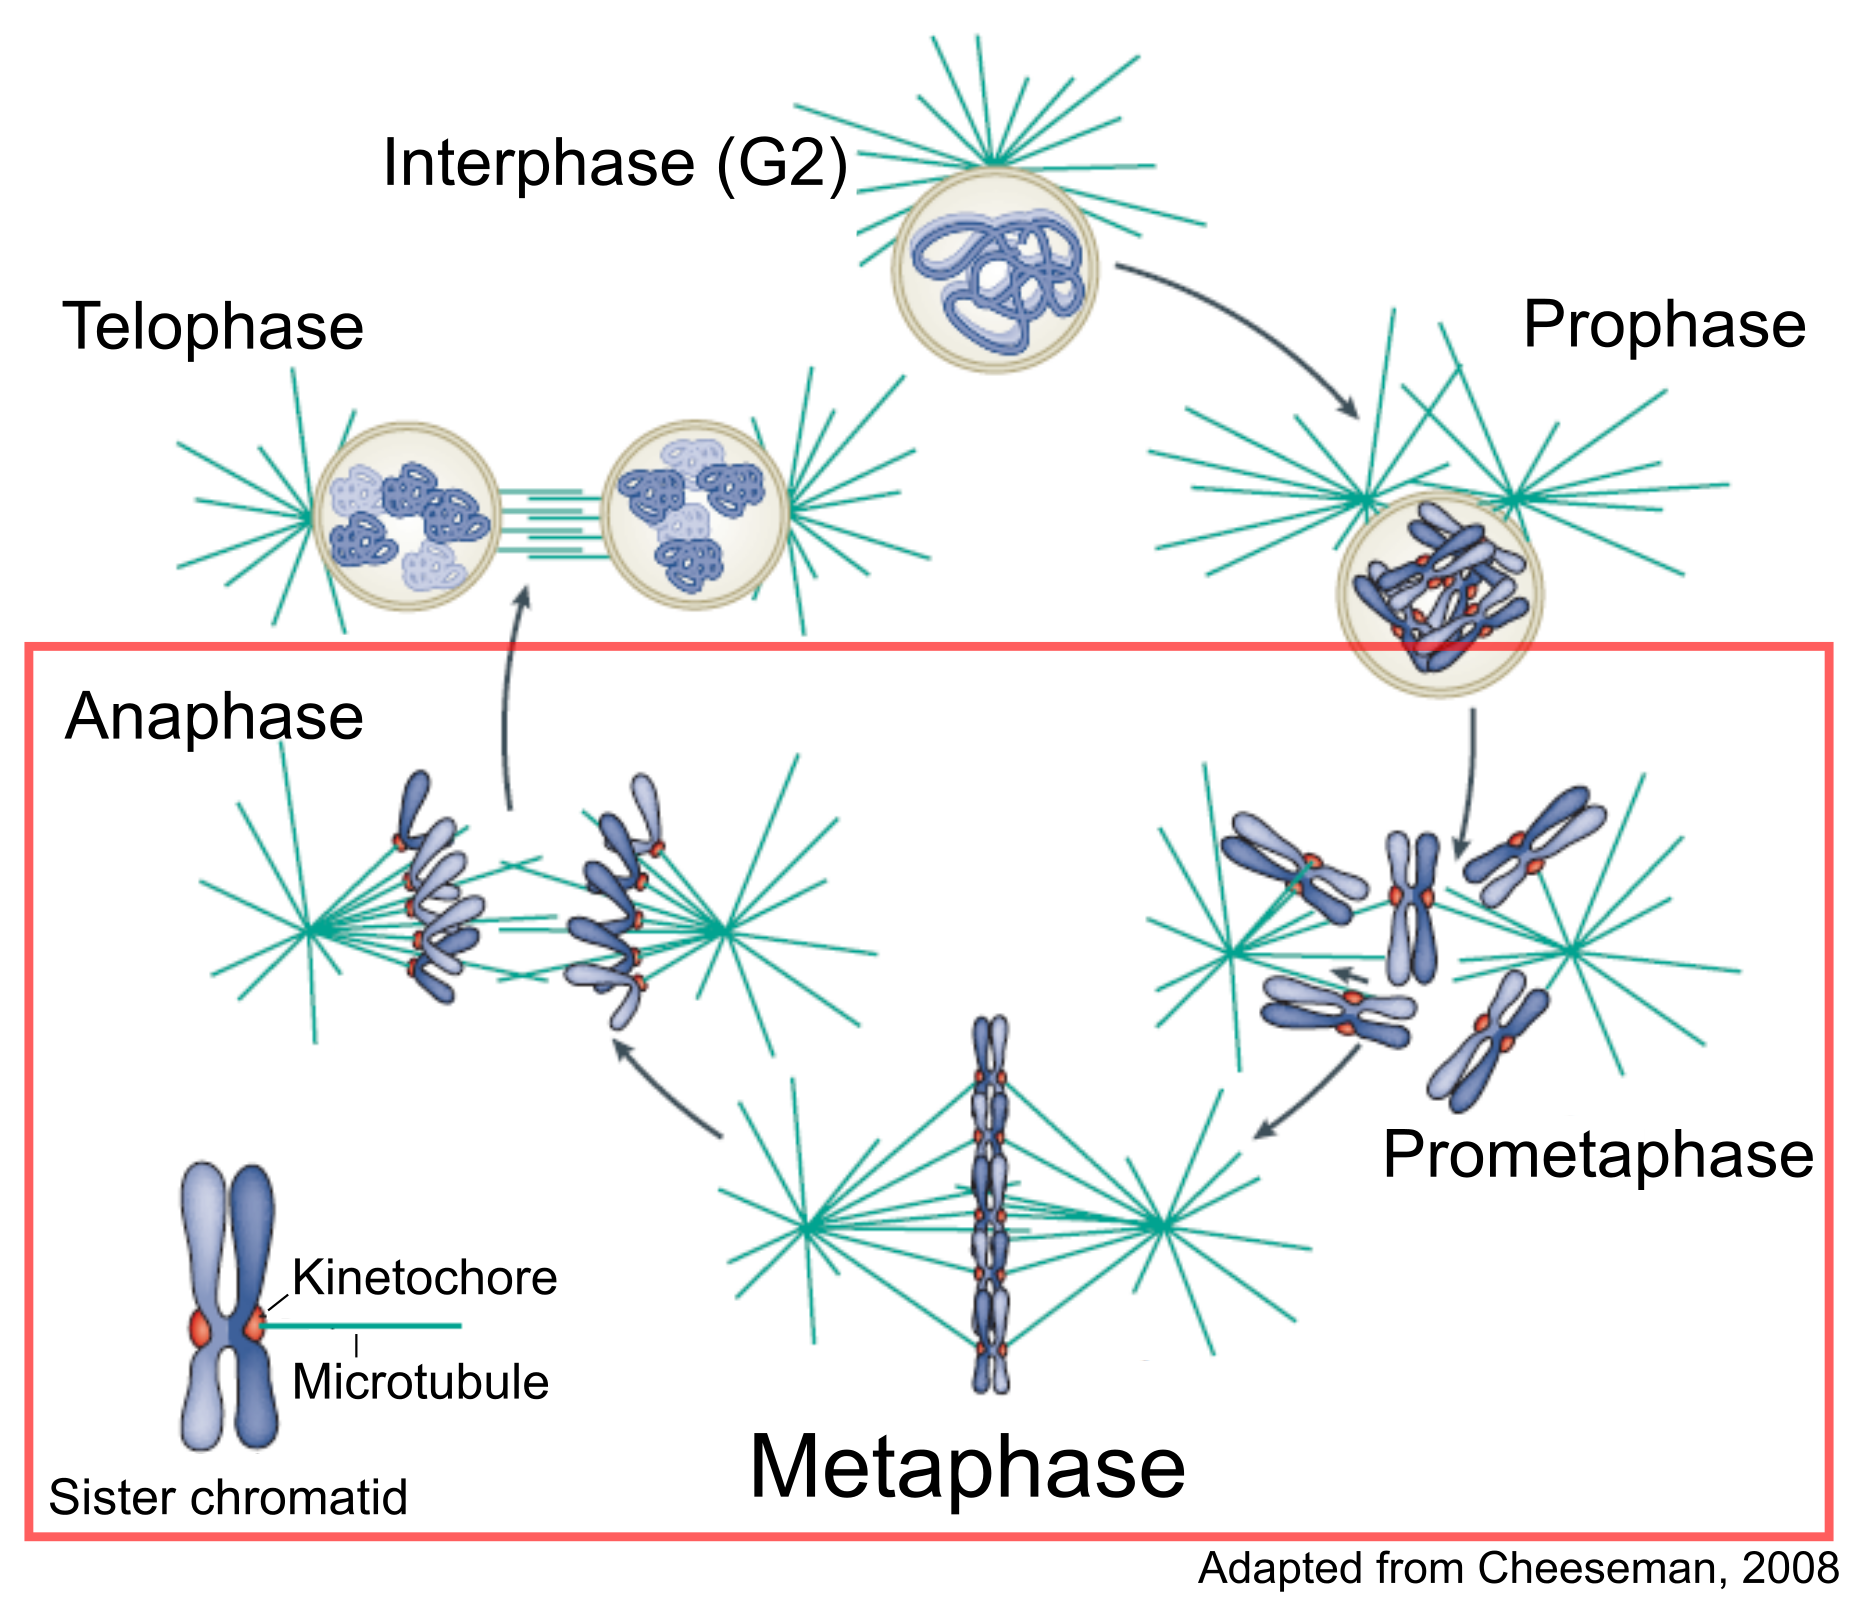 Interphase (G2)
Telophase
Prophase
Anaphase
Prometaphase
Kinetochore
Microtubule
Metaphase
Sister chromatid
Adapted from Cheeseman, 2008